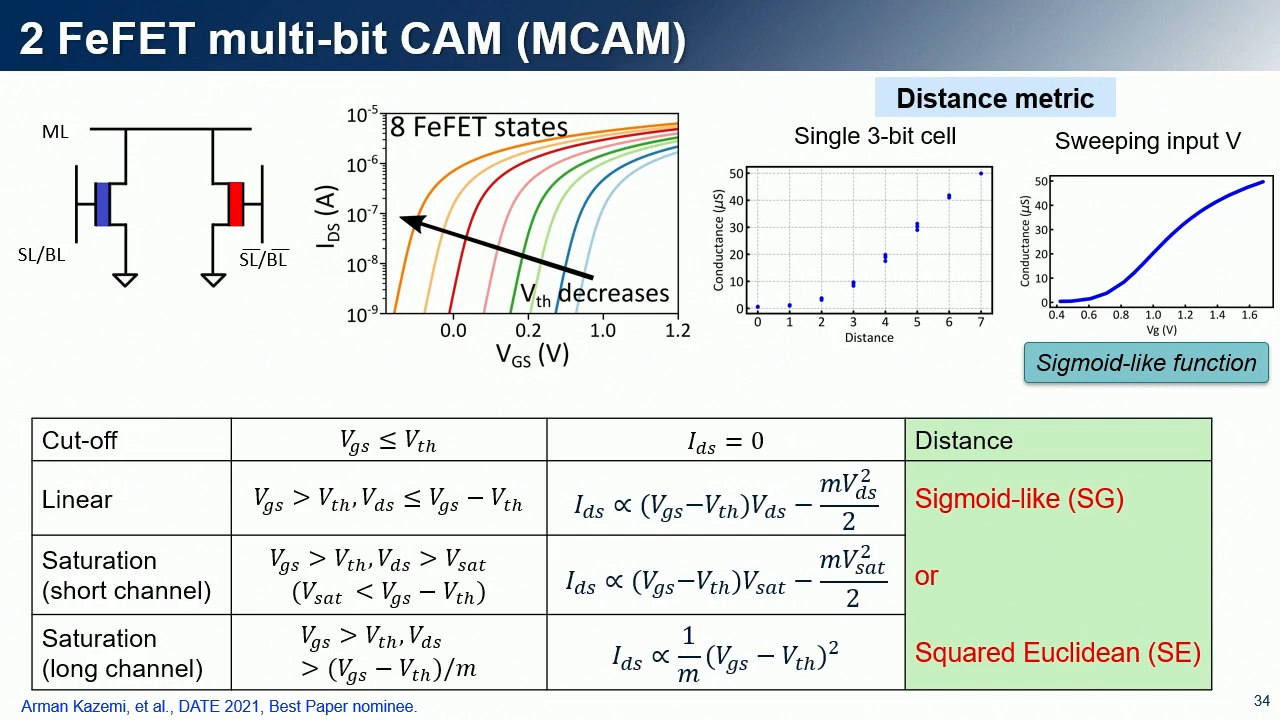 2 FeFET multi-bit CAM (MCAM)
ML
SL/BL
S̅L̅/B̅L̅
8 FeFET states
V_th decreases
I_DS (A)
10^-5
10^-6
10^-7
10^-8
10^-9
0.0 0.2 1.0 1.2
V_GS (V)
Distance metric
Single 3-bit cell
Conductance (μS)
50
40
30
20
10
0
0 1 2 3 4 5 6 7
Distance
Sweeping input V
Conductance (μS)
50
40
30
20
10
0
0.4 0.6 0.8 1.0 1.2 1.4 1.6
Vg (V)
Sigmoid-like function
Cut-off V_gs ≤ V_th I_ds = 0 Distance
Linear V_gs > V_th, V_ds ≤ V_gs − V_th I_ds ∝ (V_gs−V_th)V_ds − mV_ds^2/2 Sigmoid-like (SG)
Saturation
(short channel)
V_gs > V_th, V_ds > V_sat
(V_sat < V_gs − V_th)
I_ds ∝ (V_gs−V_th)V_sat − mV_sat^2/2
or
Saturation
(long channel)
V_gs > V_th, V_ds
> (V_gs − V_th)/m
I_ds ∝ 1/m (V_gs − V_th)^2
Squared Euclidean (SE)
Arman Kazemi, et al., DATE 2021, Best Paper nominee.
34